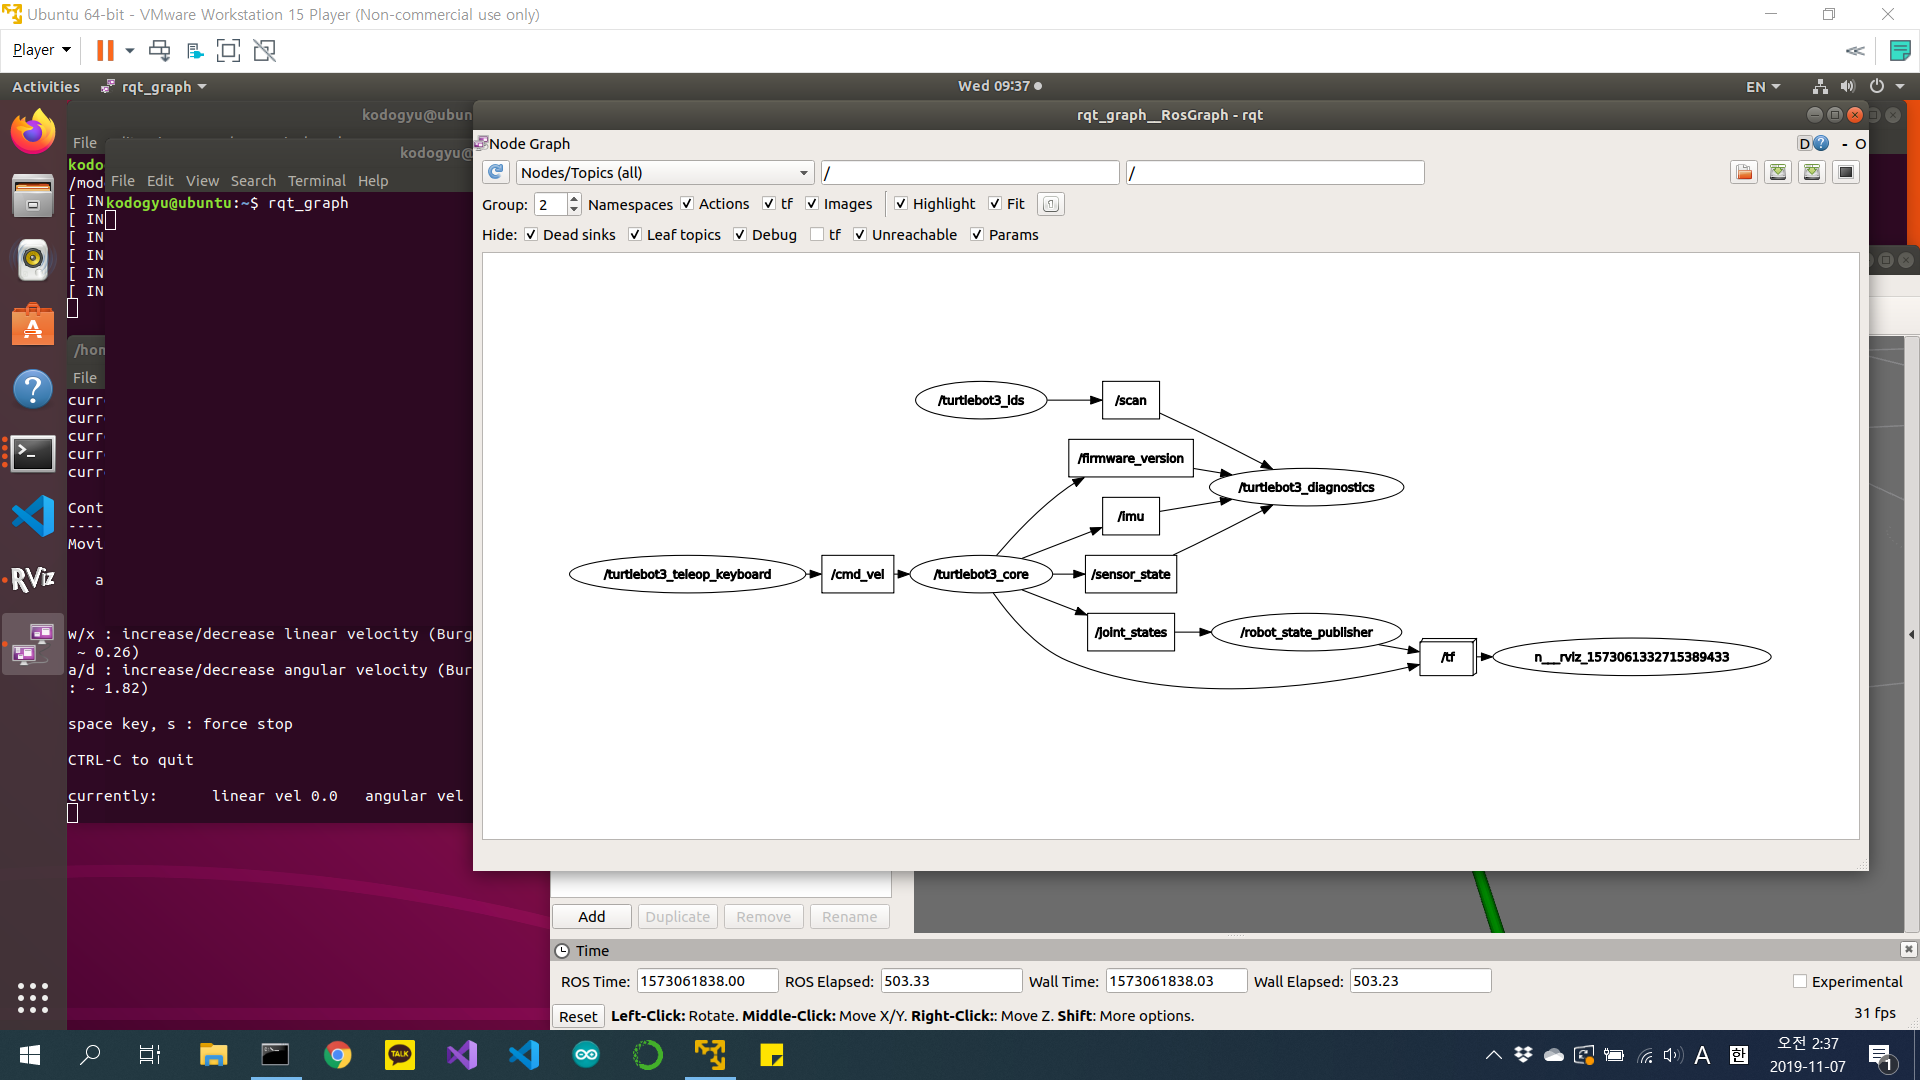 Ubuntu 64-bit - VMware Workstation 15 Player (Non-commercial use only)
Player
Activities
rqt_graph
Wed 09:37
EN
kodogyu@ubun
rqt_graph__RosGraph - rqt
File
kodogyu@
Node Graph
D
- O
kodo
/mod
File Edit View Search Terminal Help
Nodes/Topics (all)
/
/
[ IN
kodogyu@ubuntu:~$ rqt_graph
Group: 2 Namespaces Actions tf Images Highlight Fit
[ IN
[ IN
[ IN
[ IN
[ IN
Hide: Dead sinks Leaf topics Debug tf Unreachable Params
/hom
File
curr
curr
curr
curr
curr
Cont
----
Movi
a
w/x : increase/decrease linear velocity (Burg
~ 0.26)
a/d : increase/decrease angular velocity (Bur
: ~ 1.82)
space key, s : force stop
CTRL-C to quit
currently: linear vel 0.0 angular vel
RViz
/turtlebot3_lds
/scan
/firmware_version
/turtlebot3_diagnostics
/imu
/turtlebot3_teleop_keyboard
/cmd_vel
/turtlebot3_core
/sensor_state
/joint_states
/robot_state_publisher
/tf
n___rviz_1573061332715389433
Add Duplicate Remove Rename
Time
ROS Time: 1573061838.00 ROS Elapsed: 503.33 Wall Time: 1573061838.03 Wall Elapsed: 503.23 Experimental
Reset Left-Click: Rotate. Middle-Click: Move X/Y. Right-Click:: Move Z. Shift: More options.
31 fps
TALK
A
한
오전 2:37
2019-11-07
1